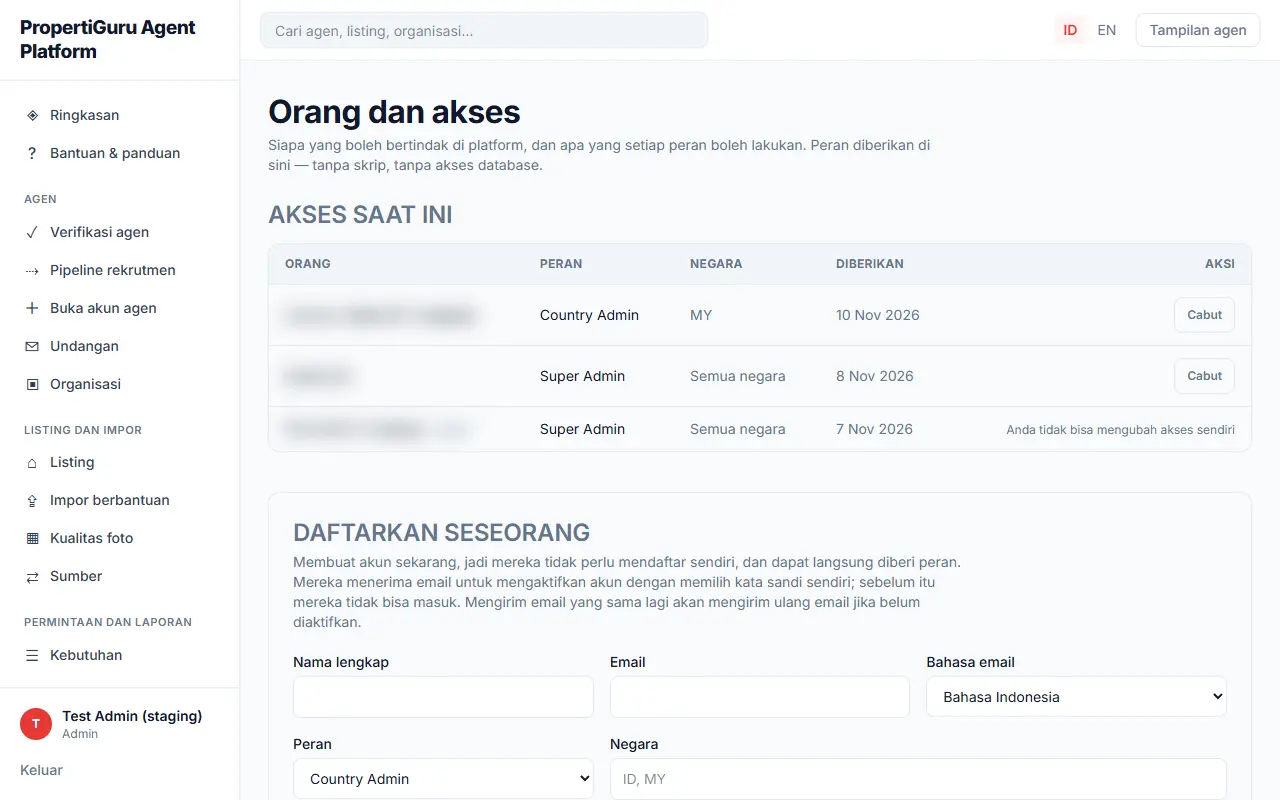 PropertiGuru Agent
Platform
Cari agen, listing, organisasi...
ID
EN
Tampilan agen
Ringkasan
? Bantuan & panduan
AGEN
Verifikasi agen
Pipeline rekrutmen
Buka akun agen
Undangan
Organisasi
LISTING DAN IMPOR
Listing
Impor berbantuan
Kualitas foto
Sumber
PERMINTAAN DAN LAPORAN
Kebutuhan
T
Test Admin (staging)
Admin
Keluar
Orang dan akses
Siapa yang boleh bertindak di platform, dan apa yang setiap peran boleh lakukan. Peran diberikan di
sini — tanpa skrip, tanpa akses database.
AKSES SAAT INI
ORANG PERAN NEGARA DIBERIKAN AKSI
Country Admin MY 10 Nov 2026 Cabut
Super Admin Semua negara 8 Nov 2026 Cabut
Super Admin Semua negara 7 Nov 2026 Anda tidak bisa mengubah akses sendiri
DAFTARKAN SESEORANG
Membuat akun sekarang, jadi mereka tidak perlu mendaftar sendiri, dan dapat langsung diberi peran.
Mereka menerima email untuk mengaktifkan akun dengan memilih kata sandi sendiri; sebelum itu
mereka tidak bisa masuk. Mengirim email yang sama lagi akan mengirim ulang email jika belum
diaktifkan.
Nama lengkap Email Bahasa email
Bahasa Indonesia
Peran Negara
Country Admin ID, MY